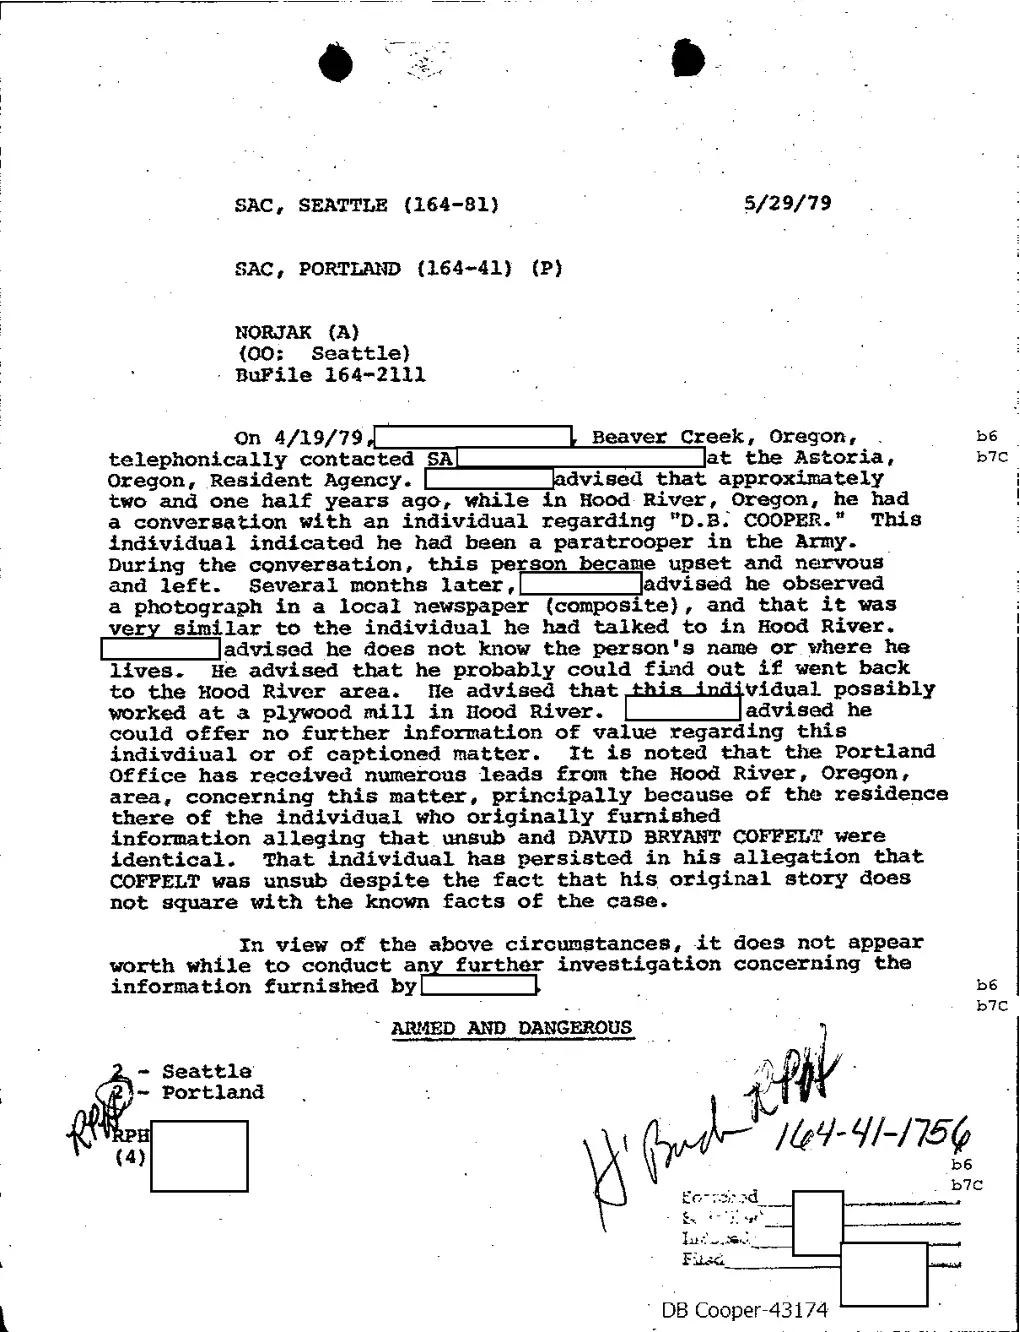 SAC, SEATTLE (164-81) 5/29/79
SAC, PORTLAND (164-41) (P)
NORJAK (A)
(OO: Seattle)
BuFile 164-2111
On 4/19/79, , Beaver Creek, Oregon, b6
telephonically contacted SA at the Astoria, b7C
Oregon, Resident Agency. advised that approximately
two and one half years ago, while in Hood River, Oregon, he had
a conversation with an individual regarding "D.B. COOPER." This
individual indicated he had been a paratrooper in the Army.
During the conversation, this person became upset and nervous
and left. Several months later, advised he observed
a photograph in a local newspaper (composite), and that it was
very similar to the individual he had talked to in Hood River.
advised he does not know the person's name or where he
lives. He advised that he probably could find out if went back
to the Hood River area. He advised that this individual possibly
worked at a plywood mill in Hood River. advised he
could offer no further information of value regarding this
indivdiual or of captioned matter. It is noted that the Portland
Office has received numerous leads from the Hood River, Oregon,
area, concerning this matter, principally because of the residence
there of the individual who originally furnished
information alleging that unsub and DAVID BRYANT COFFELT were
identical. That individual has persisted in his allegation that
COFFELT was unsub despite the fact that his original story does
not square with the known facts of the case.
In view of the above circumstances, it does not appear
worth while to conduct any further investigation concerning the
information furnished by . b6
b7C
ARMED AND DANGEROUS
2 - Seattle
2 - Portland
RPH
RPH
(4)
RPH
164-41-1756
b6
b7C
Filed
DB Cooper-43174